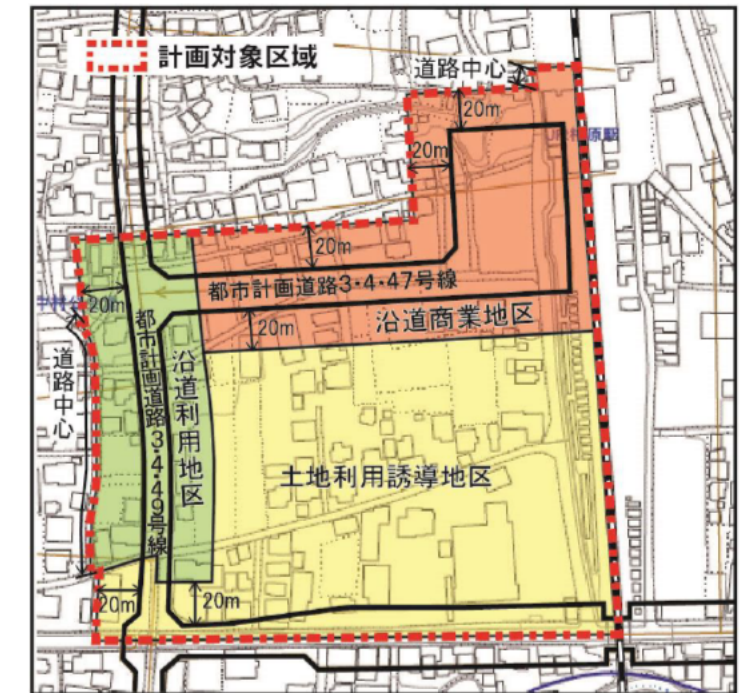 計画対象区域
道路中心
20m
20m
20m
都市計画道路3・4・47号線
20m
沿道商業地区
20m
道路中心
都市計画道路3・4・49号線
沿道利用地区
土地利用誘導地区
20m
20m